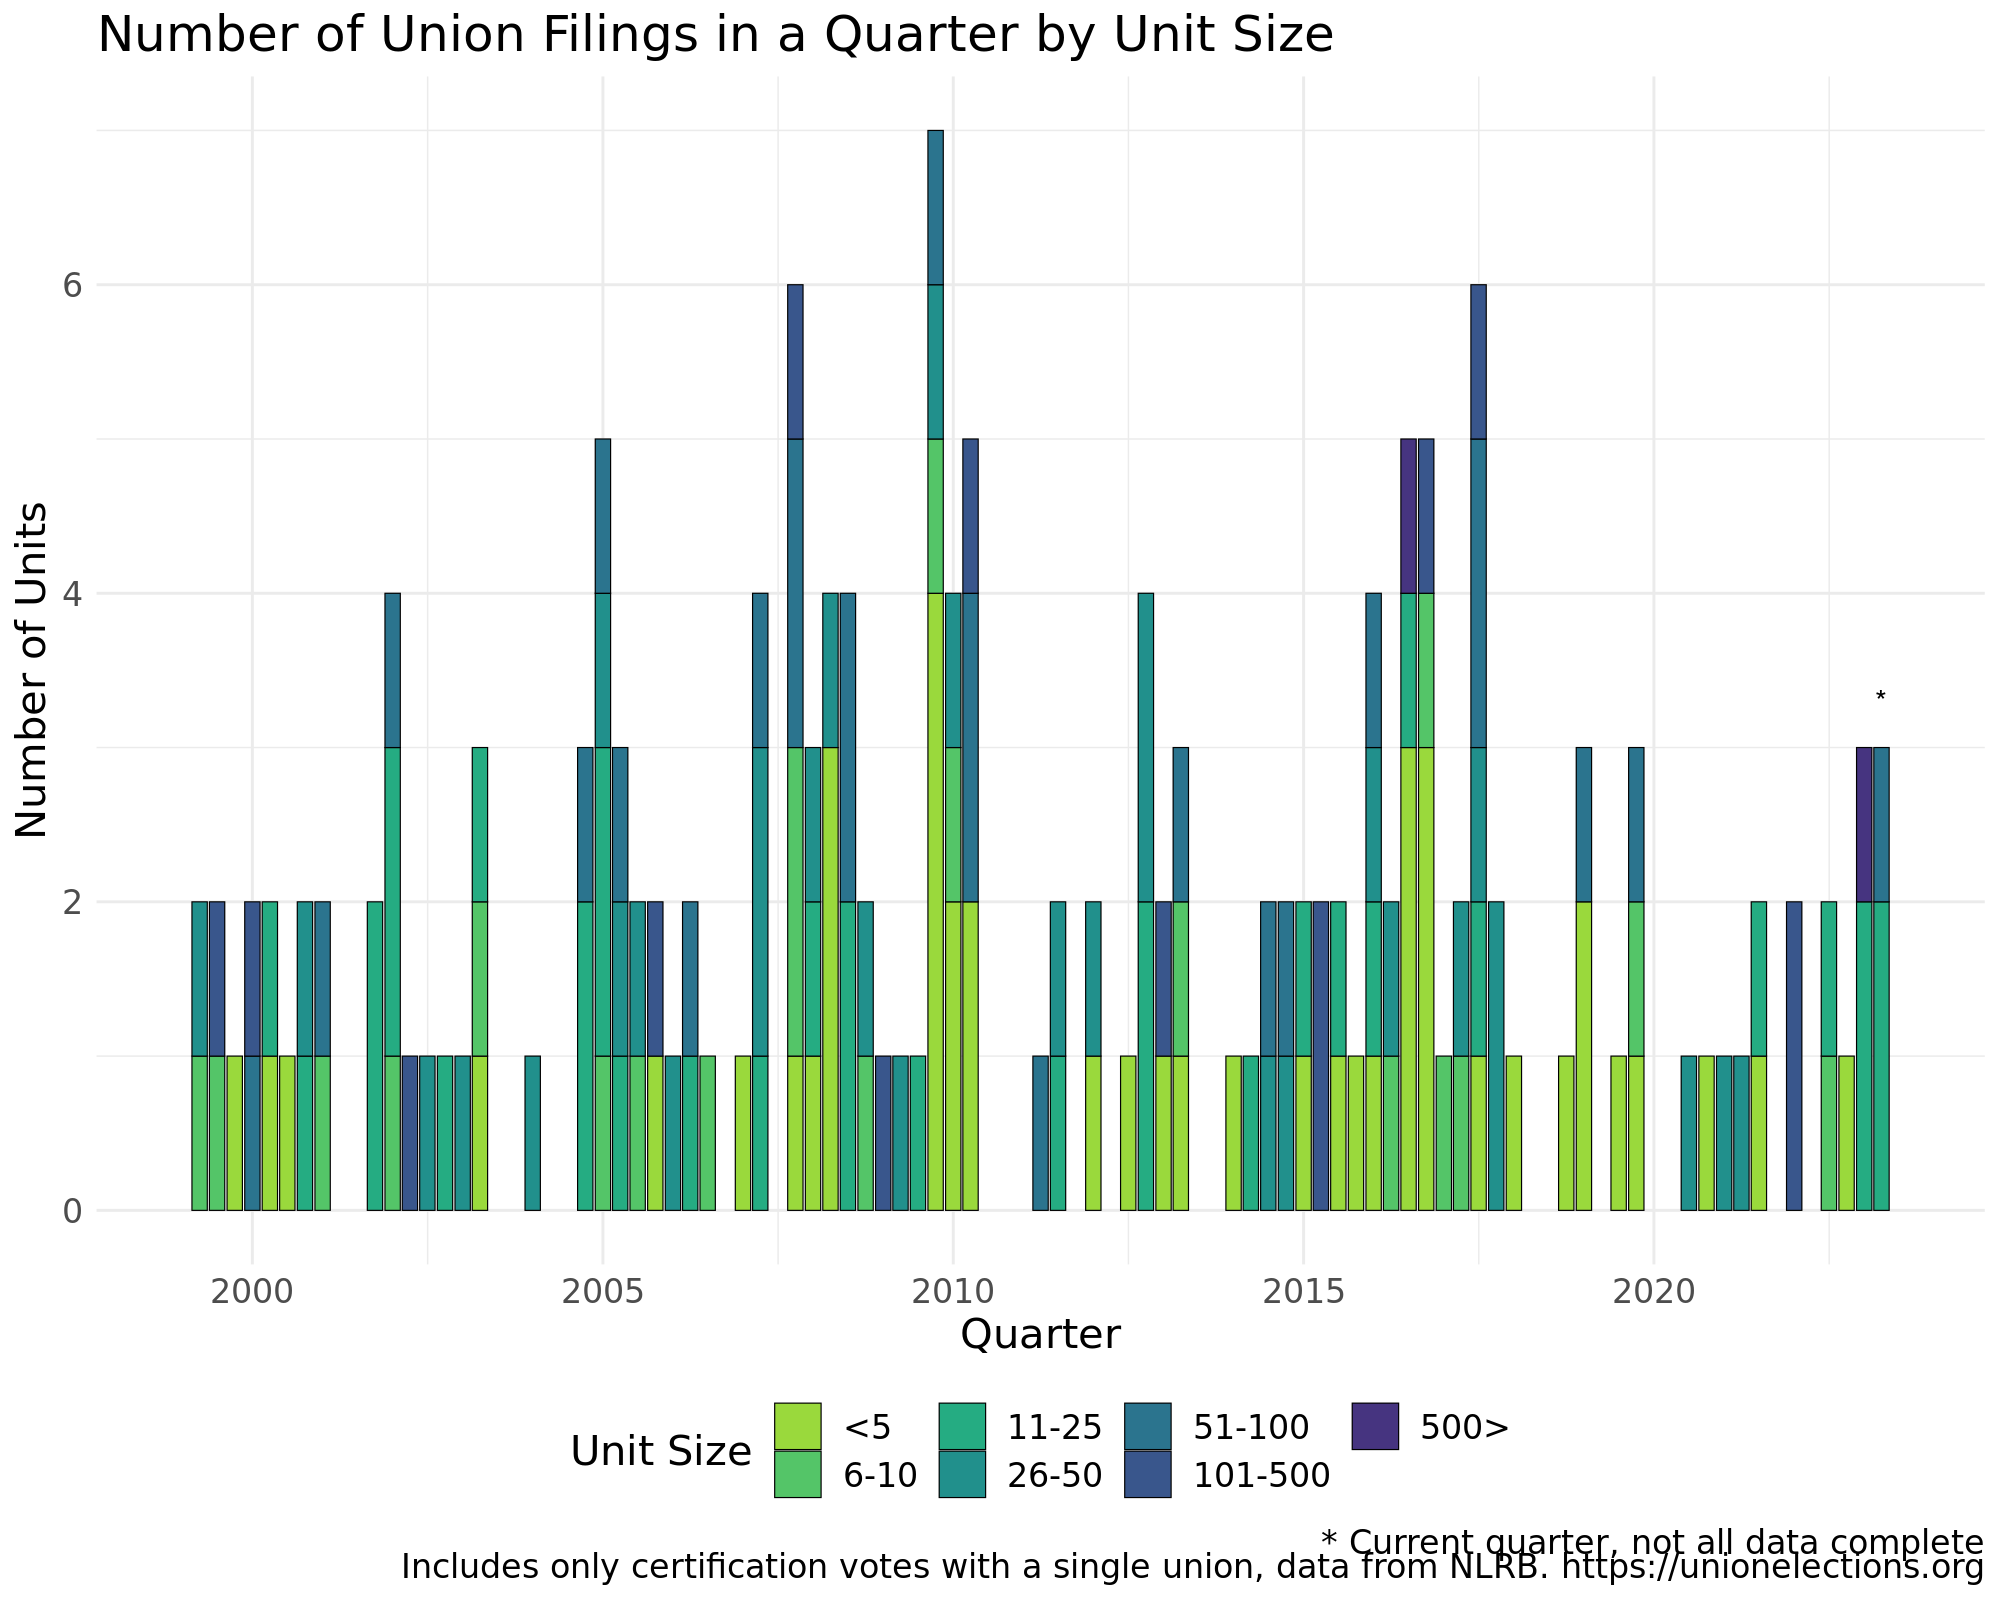 Number of Union Filings in a Quarter by Unit Size
Number of Units
6
4
2
0
*
2000 2005 2010 2015 2020
Quarter
Unit Size
<5 11-25 51-100 500>
6-10 26-50 101-500
* Current quarter, not all data complete
Includes only certification votes with a single union, data from NLRB. https://unionelections.org